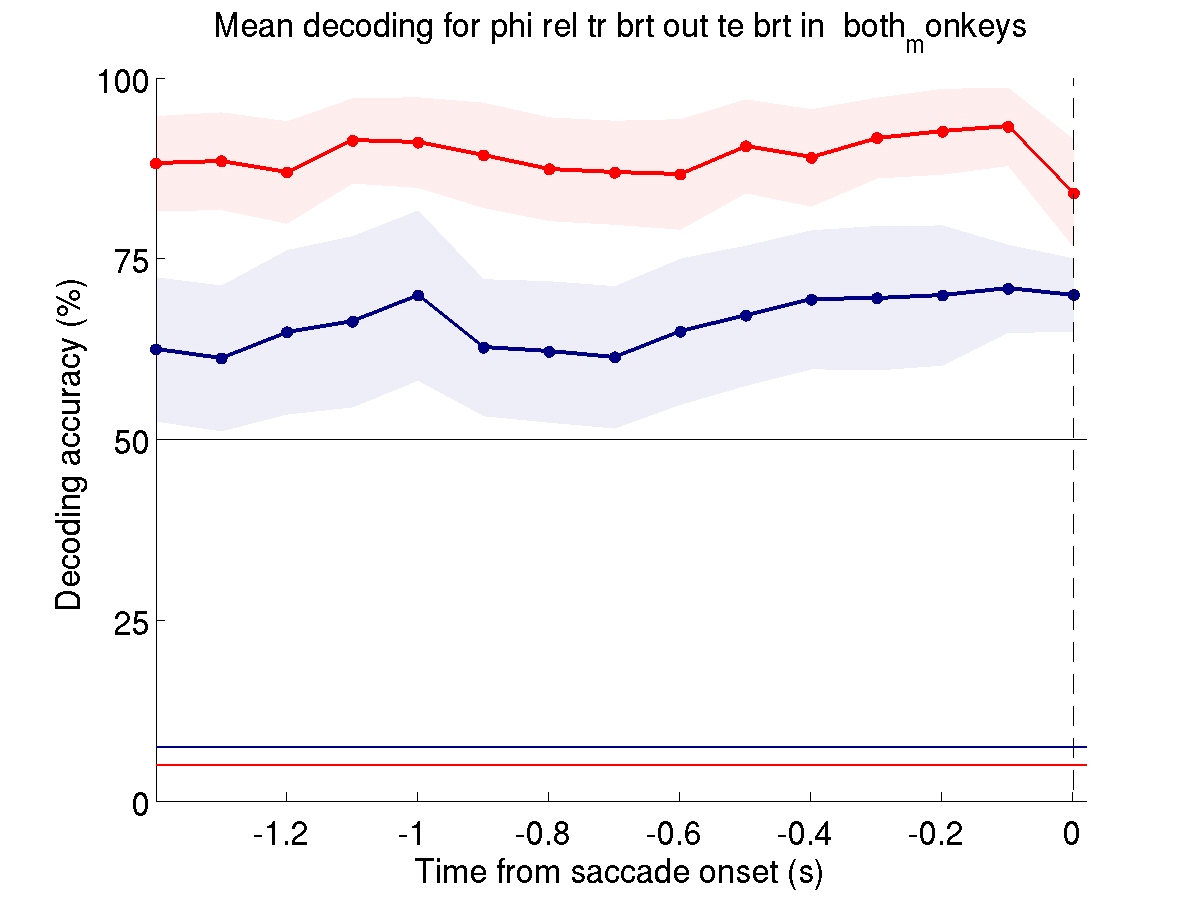 Mean decoding for phi rel tr brt out te brt in both_monkeys
100
75
50
25
0
Decoding accuracy (%)
-1.2 -1 -0.8 -0.6 -0.4 -0.2 0
Time from saccade onset (s)